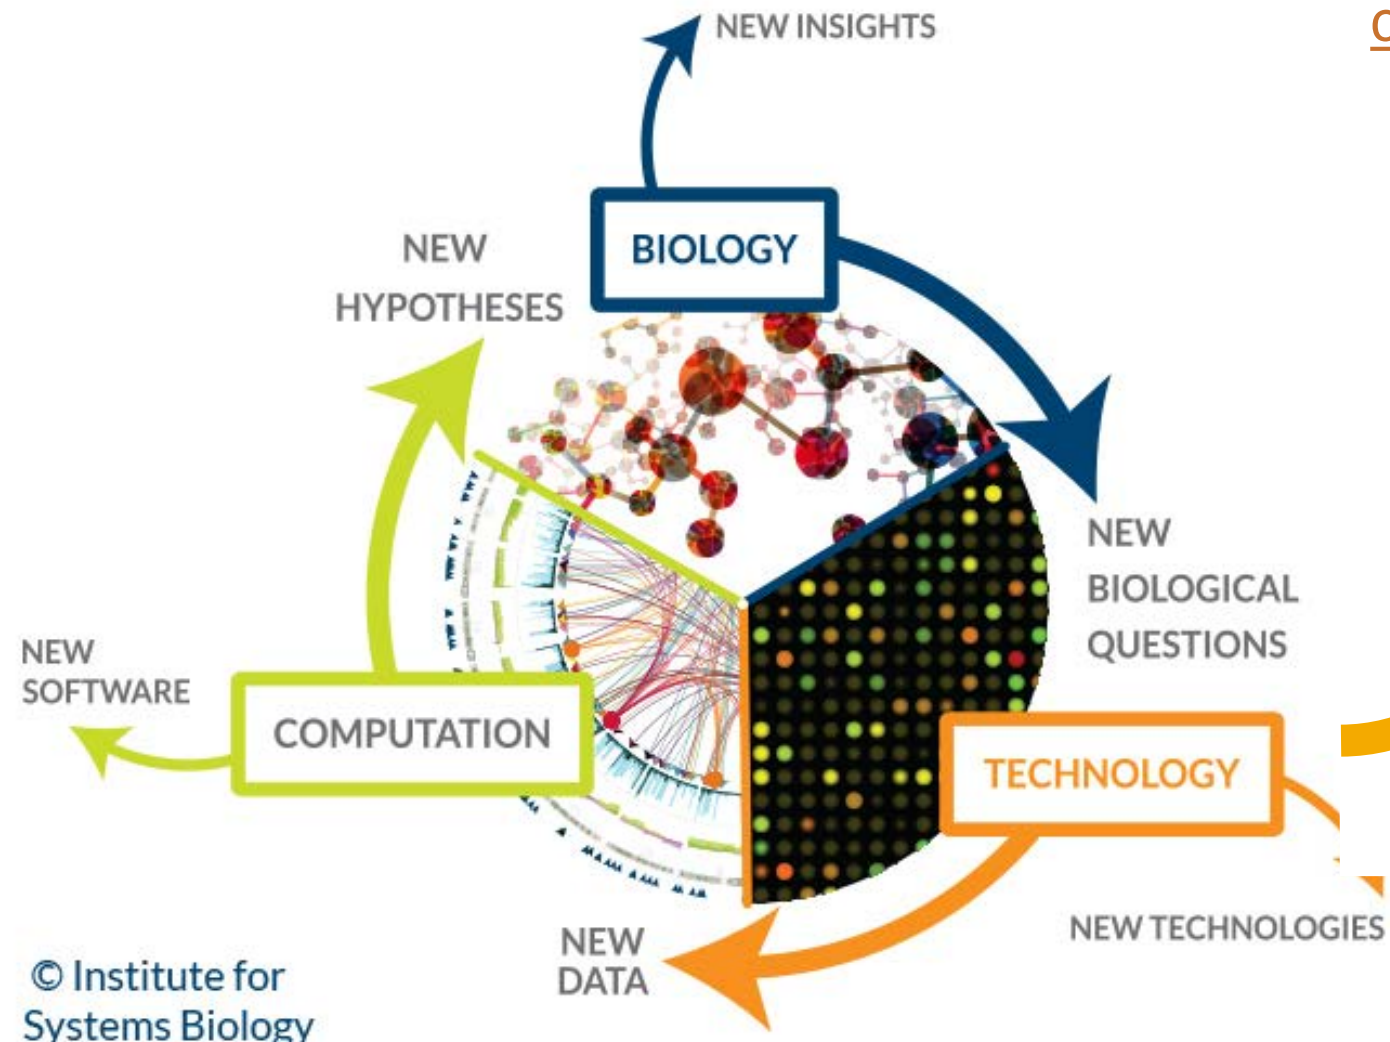 NEW INSIGHTS
BIOLOGY
NEW
HYPOTHESES
NEW
BIOLOGICAL
QUESTIONS
NEW
SOFTWARE
COMPUTATION
TECHNOLOGY
NEW
DATA
NEW TECHNOLOGIES
© Institute for
Systems Biology